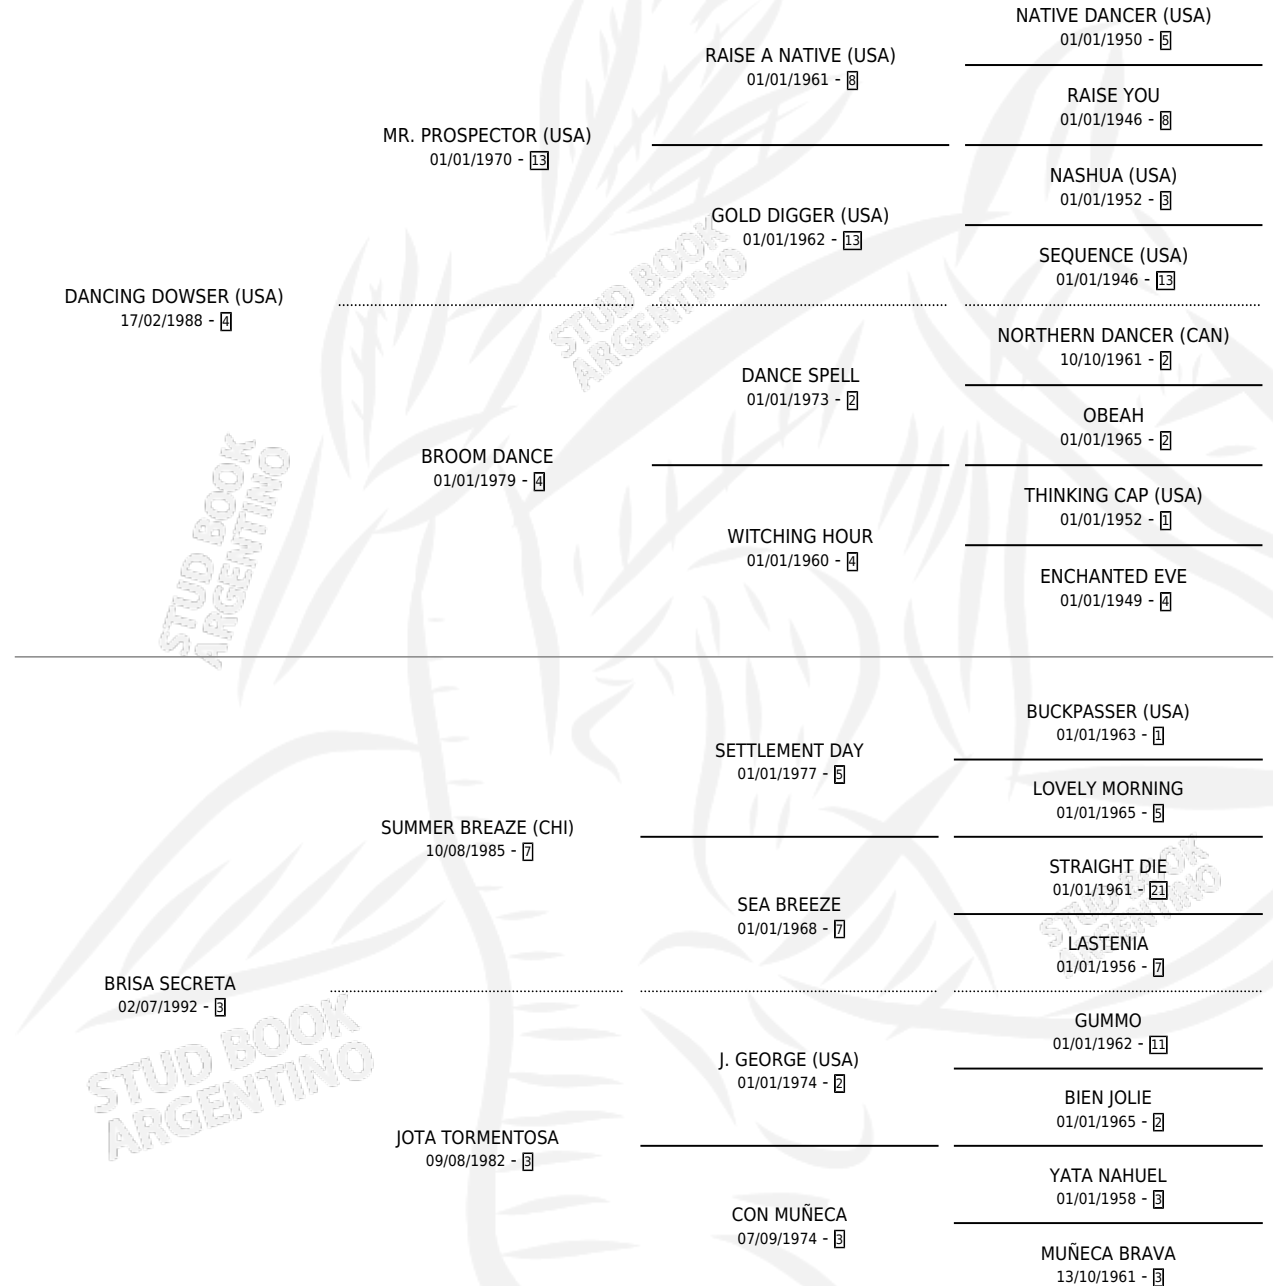 NATIVE DANCER (USA)
01/01/1950 - 5
RAISE A NATIVE (USA)
01/01/1961 - 8
RAISE YOU
01/01/1946 - 8
MR. PROSPECTOR (USA)
01/01/1970 - 13
NASHUA (USA)
01/01/1952 - 3
GOLD DIGGER (USA)
01/01/1962 - 13
SEQUENCE (USA)
01/01/1946 - 13
DANCING DOWSER (USA)
17/02/1988 - 4
NORTHERN DANCER (CAN)
10/10/1961 - 2
DANCE SPELL
01/01/1973 - 2
OBEAH
01/01/1965 - 2
BROOM DANCE
01/01/1979 - 4
THINKING CAP (USA)
01/01/1952 - 1
WITCHING HOUR
01/01/1960 - 4
ENCHANTED EVE
01/01/1949 - 4
BUCKPASSER (USA)
01/01/1963 - 1
SETTLEMENT DAY
01/01/1977 - 5
LOVELY MORNING
01/01/1965 - 5
SUMMER BREAZE (CHI)
10/08/1985 - 7
STRAIGHT DIE
01/01/1961 - 21
SEA BREEZE
01/01/1968 - 7
LASTENIA
01/01/1956 - 7
BRISA SECRETA
02/07/1992 - 3
GUMMO
01/01/1962 - 11
J. GEORGE (USA)
01/01/1974 - 2
BIEN JOLIE
01/01/1965 - 2
JOTA TORMENTOSA
09/08/1982 - 3
YATA NAHUEL
01/01/1958 - 3
CON MUÑECA
07/09/1974 - 3
MUÑECA BRAVA
13/10/1961 - 3
STUD BOOK
ARGENTINO
STUD BOOK
ARGENTINO
STUD BOOK
ARGENTINO
STUD BOOK
ARGENTINO